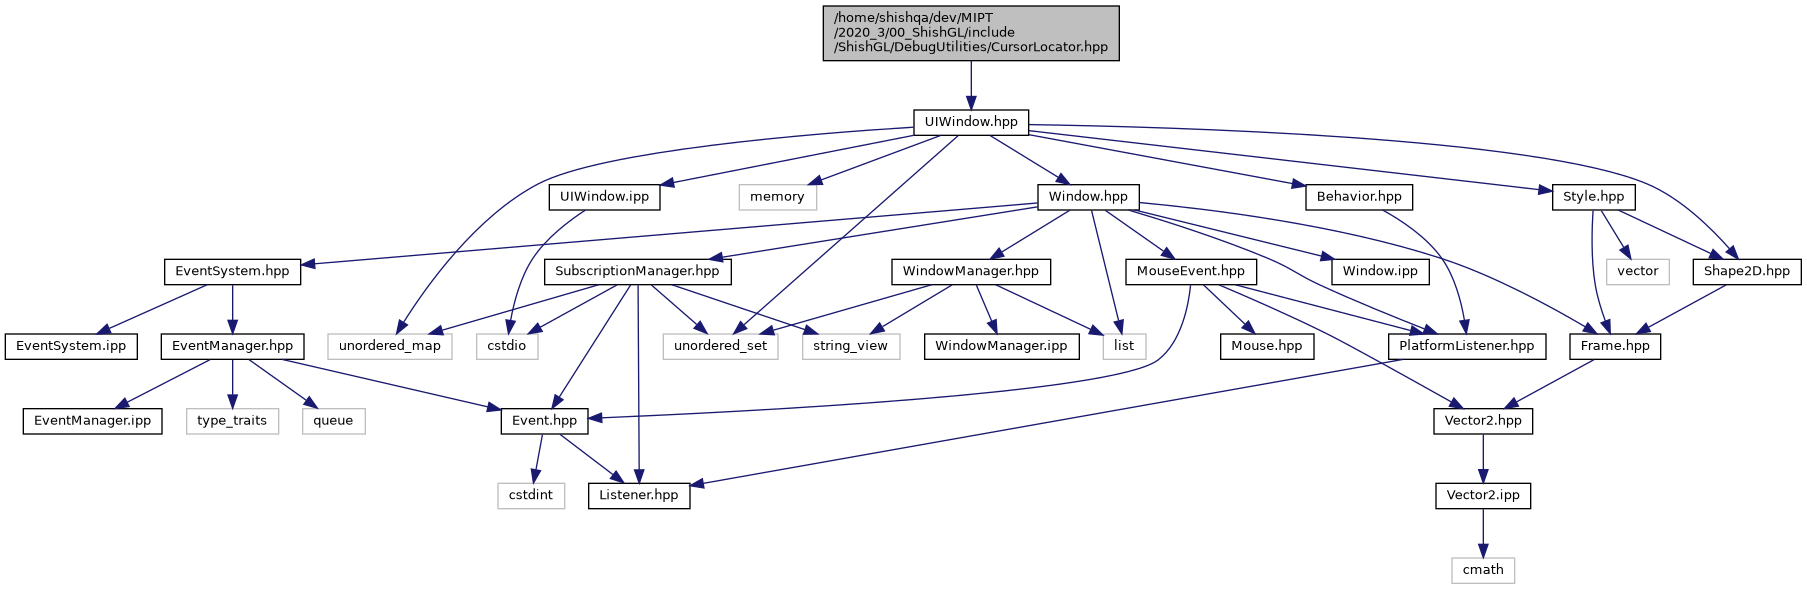 /home/shishqa/dev/MIPT
/2020_3/00_ShishGL/include
/ShishGL/DebugUtilities/CursorLocator.hpp
UIWindow.hpp
UIWindow.ipp
memory
Window.hpp
Behavior.hpp
Style.hpp
EventSystem.hpp
SubscriptionManager.hpp
WindowManager.hpp
MouseEvent.hpp
Window.ipp
vector
Shape2D.hpp
EventSystem.ipp
EventManager.hpp
unordered_map
cstdio
unordered_set
string_view
WindowManager.ipp
list
Mouse.hpp
PlatformListener.hpp
Frame.hpp
EventManager.ipp
type_traits
queue
Event.hpp
Vector2.hpp
cstdint
Listener.hpp
Vector2.ipp
cmath